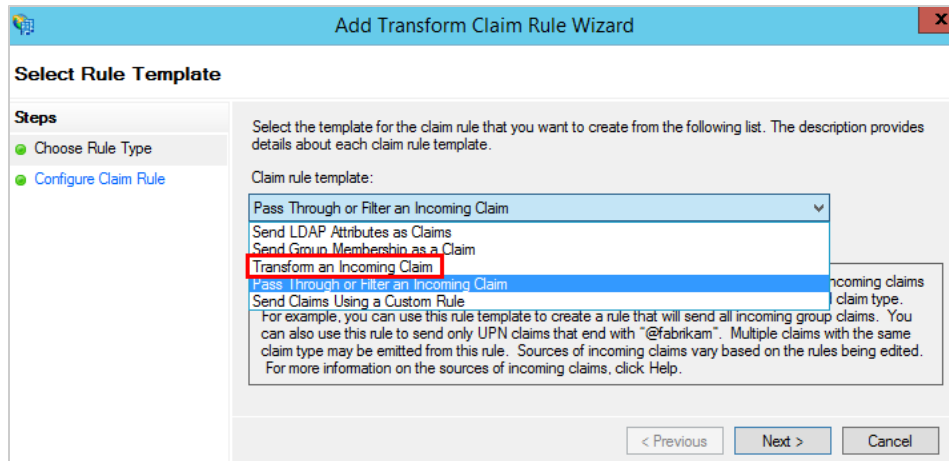 Add Transform Claim Rule Wizard
X
Select Rule Template
Steps
Choose Rule Type
Configure Claim Rule
Select the template for the claim rule that you want to create from the following list. The description provides
details about each claim rule template.
Claim rule template:
Pass Through or Filter an Incoming Claim
Send LDAP Attributes as Claims
Send Group Membership as a Claim
Transform an Incoming Claim
Pass Through or Filter an Incoming Claim
Send Claims Using a Custom Rule
incoming claims
claim type.
For example, you can use this rule template to create a rule that will send all incoming group claims. You
can also use this rule to send only UPN claims that end with "@fabrikam". Multiple claims with the same
claim type may be emitted from this rule. Sources of incoming claims vary based on the rules being edited.
For more information on the sources of incoming claims, click Help.
< Previous
Next >
Cancel